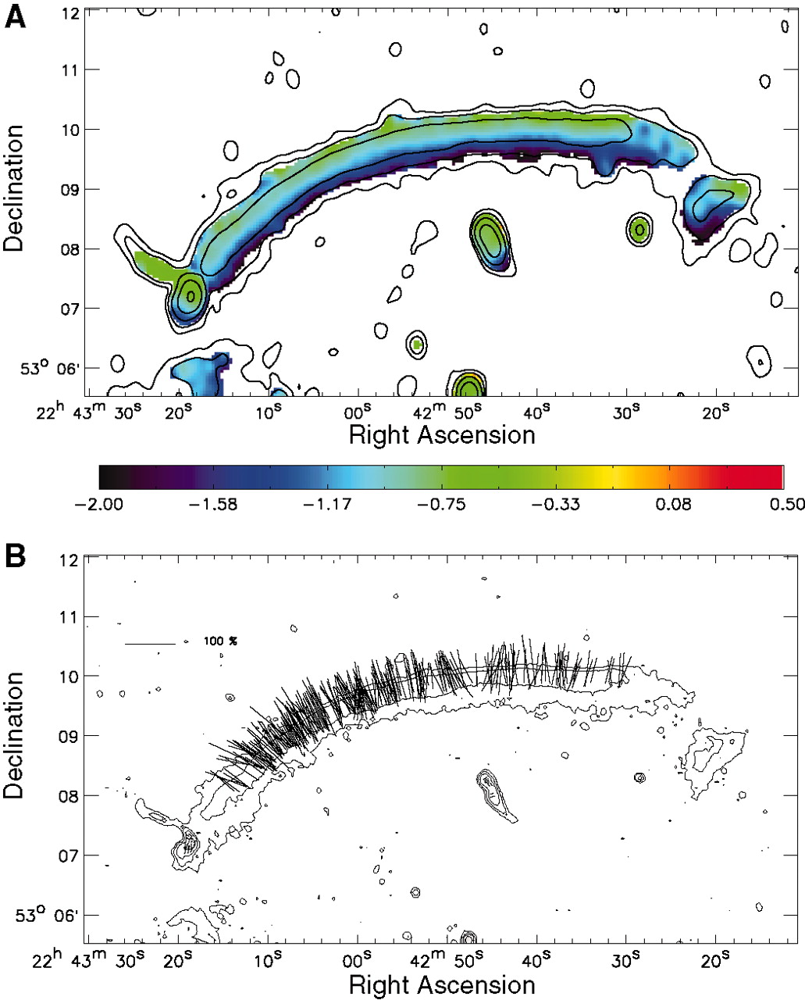 A
12
11
10
09
08
07
53° 06'
Declination
22ʰ 43ᵐ 30ˢ 20ˢ 10ˢ 00ˢ 42ᵐ 50ˢ 40ˢ 30ˢ 20ˢ
Right Ascension
−2.00 −1.58 −1.17 −0.75 −0.33 0.08 0.50
B
12
11
100 %
10
09
08
07
53° 06'
Declination
22ʰ 43ᵐ 30ˢ 20ˢ 10ˢ 00ˢ 42ᵐ 50ˢ 40ˢ 30ˢ 20ˢ
Right Ascension